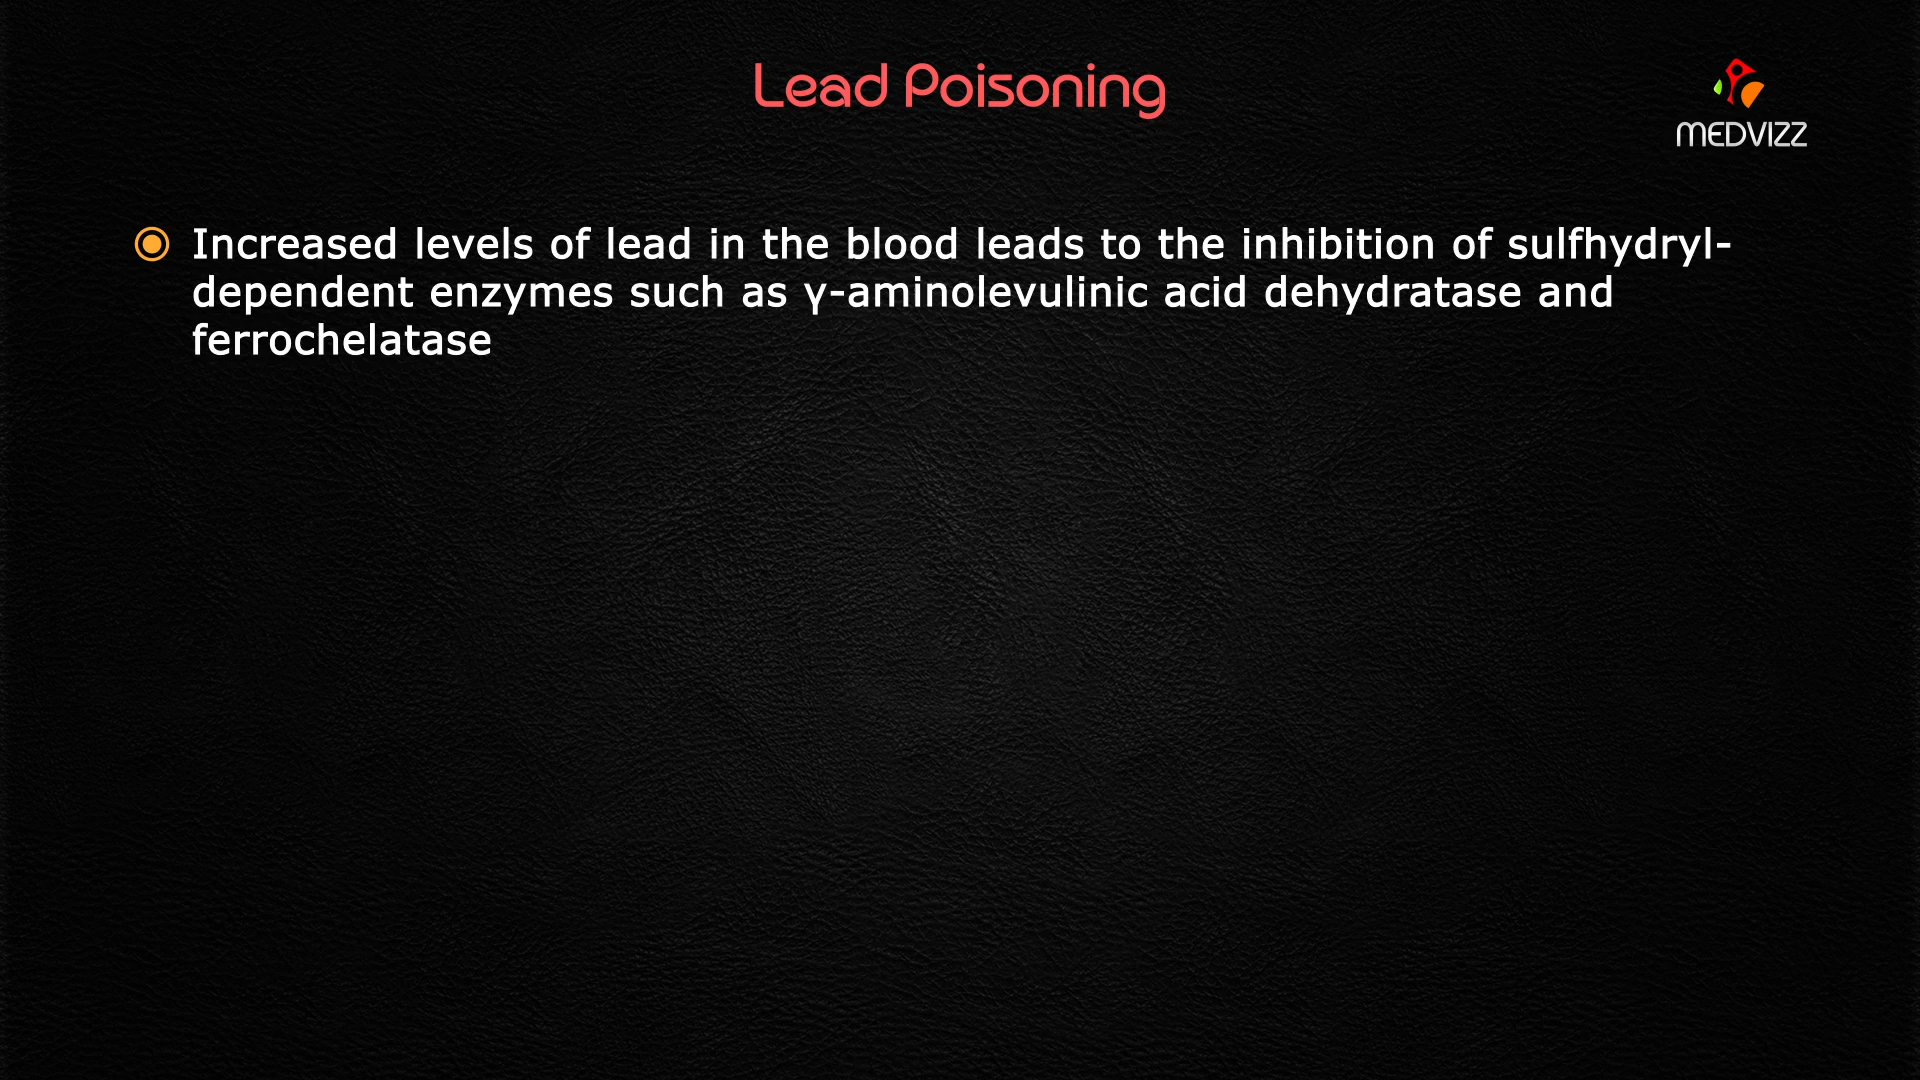 Lead Poisoning
MEDVIZZ
Increased levels of lead in the blood leads to the inhibition of sulfhydryl-
dependent enzymes such as γ-aminolevulinic acid dehydratase and
ferrochelatase